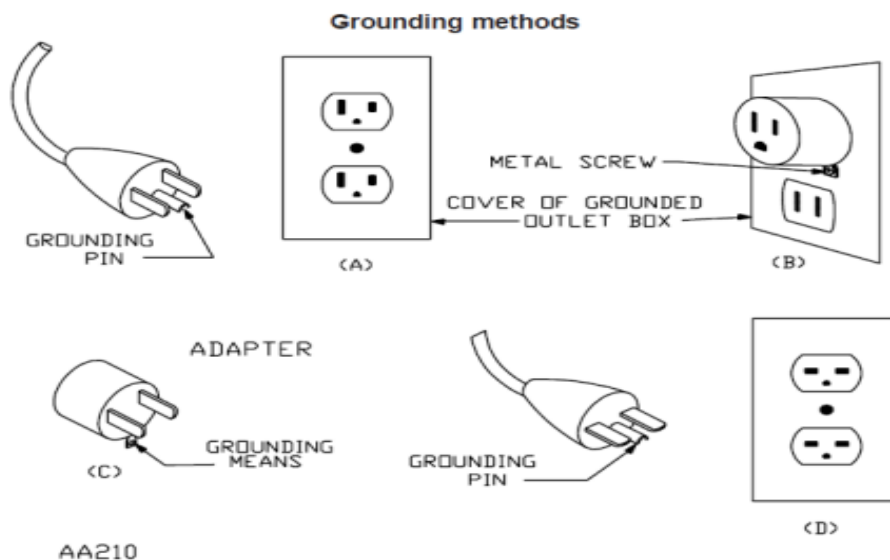 Grounding methods
METAL SCREW
COVER OF GROUNDED
OUTLET BOX
GROUNDING
PIN
(A)
(B)
ADAPTER
GROUNDING
MEANS
(C)
GROUNDING
PIN
(D)
AA210